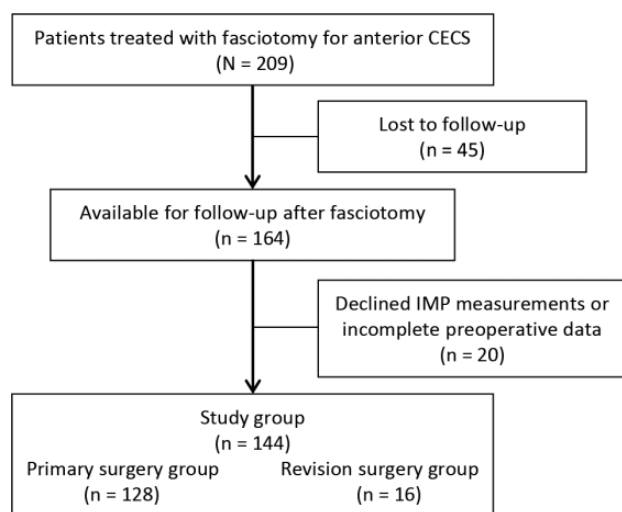 Patients treated with fasciotomy for anterior CECS
(N = 209)
Lost to follow-up
(n = 45)
Available for follow-up after fasciotomy
(n = 164)
Declined IMP measurements or
incomplete preoperative data
(n = 20)
Study group
(n = 144)
Primary surgery group Revision surgery group
(n = 128) (n = 16)